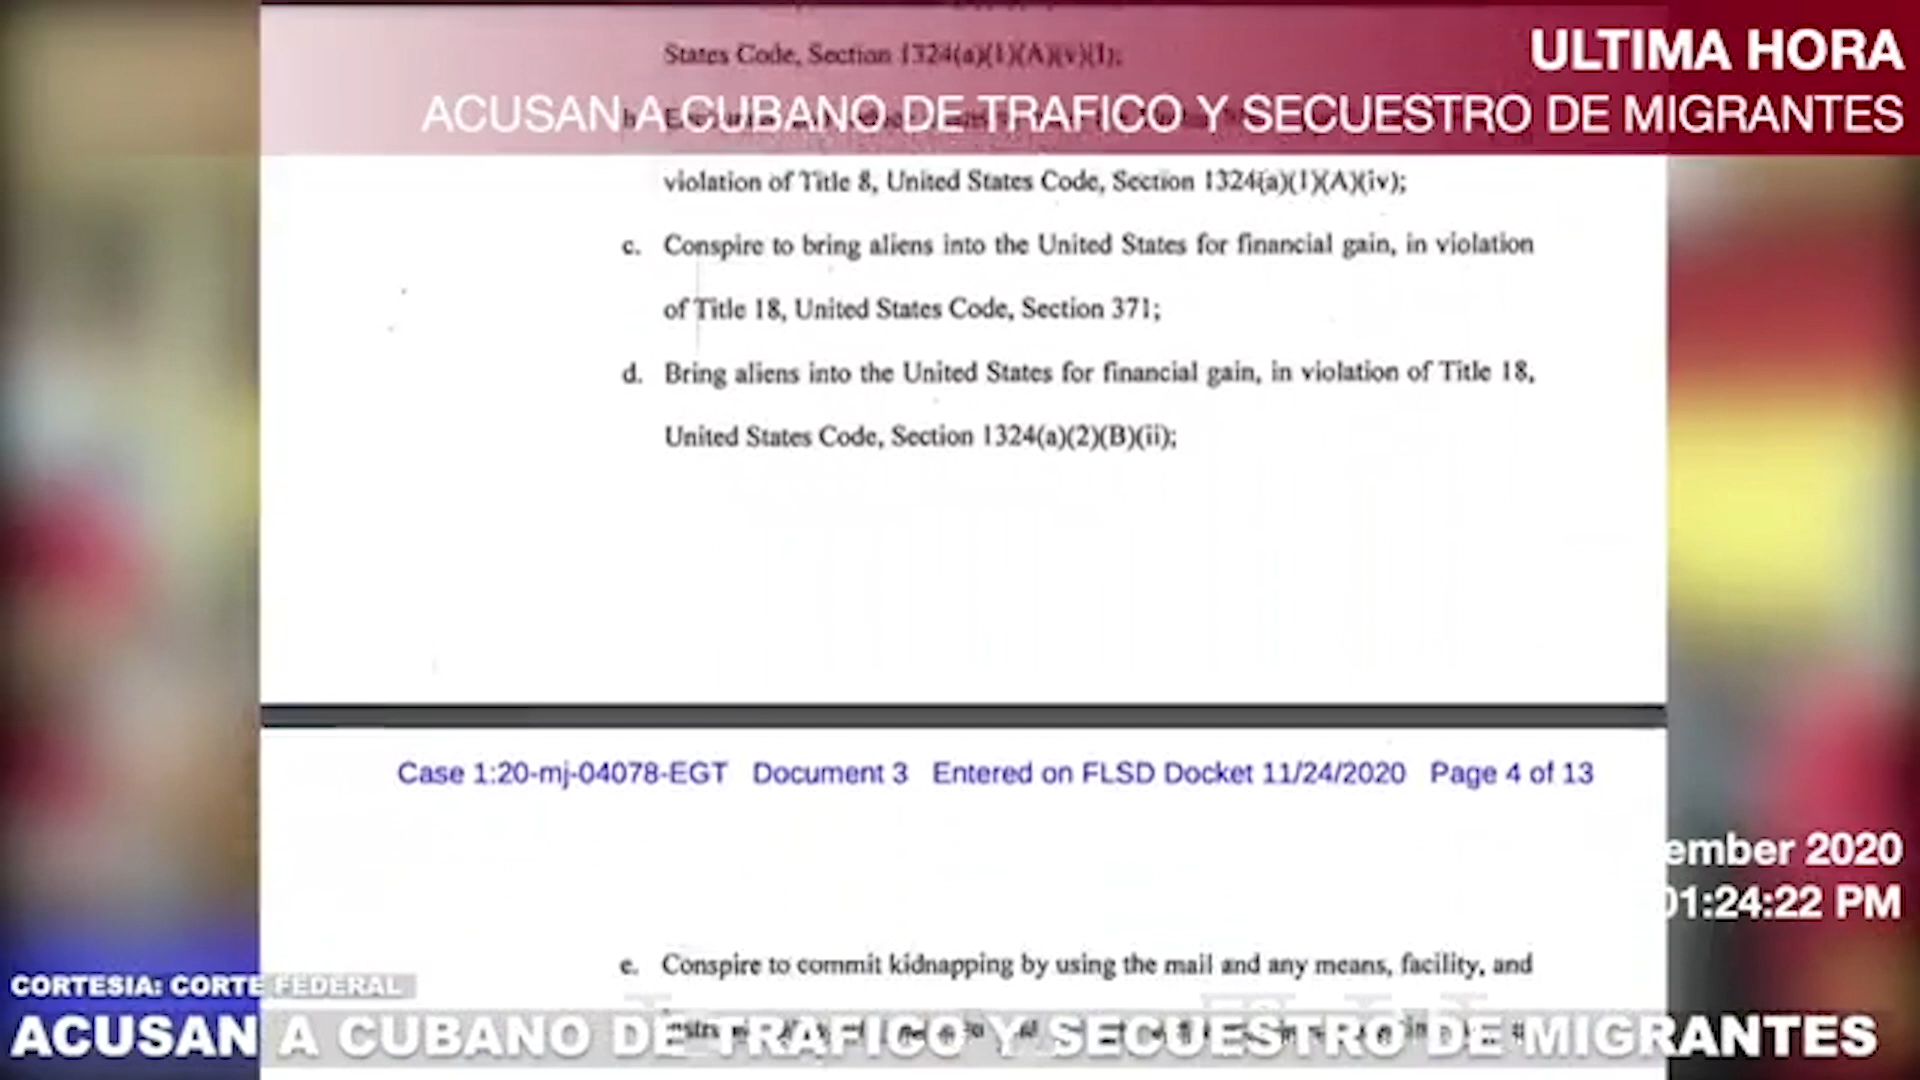 ULTIMA HORA
ACUSAN A CUBANO DE TRAFICO Y SECUESTRO DE MIGRANTES
States Code, Section 1324(a)(1)(A)(v)(I);
violation of Title 8, United States Code, Section 1324(a)(1)(A)(iv);
c. Conspire to bring aliens into the United States for financial gain, in violation
of Title 18, United States Code, Section 371;
d. Bring aliens into the United States for financial gain, in violation of Title 18,
United States Code, Section 1324(a)(2)(B)(ii);
Case 1:20-mj-04078-EGT Document 3 Entered on FLSD Docket 11/24/2020 Page 4 of 13
ember 2020
01:24:22 PM
e. Conspire to commit kidnapping by using the mail and any means, facility, and
CORTESIA: CORTE FEDERAL
ACUSAN A CUBANO DE TRAFICO Y SECUESTRO DE MIGRANTES